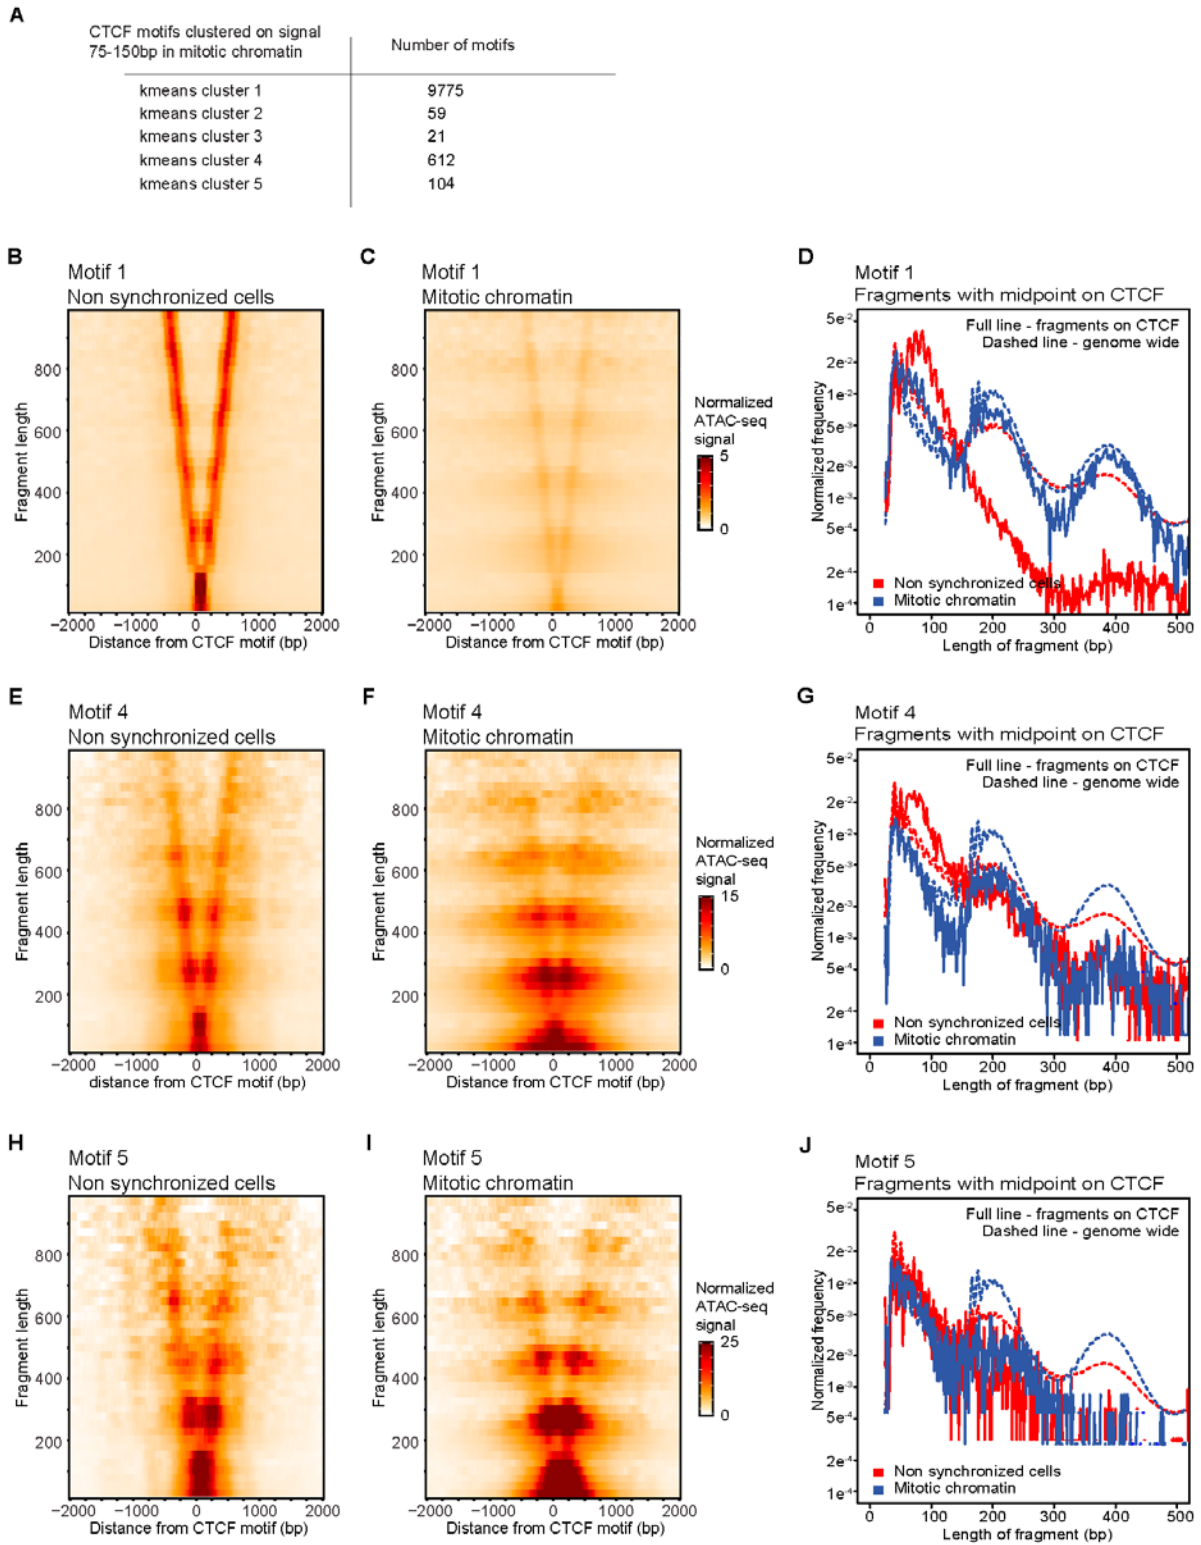 A
CTCF motifs clustered on signal
75-150bp in mitotic chromatin
Number of motifs
kmeans cluster 1 9775
kmeans cluster 2 59
kmeans cluster 3 21
kmeans cluster 4 612
kmeans cluster 5 104
B
Motif 1
Non synchronized cells
Fragment length
800
600
400
200
−2000 −1000 0 1000 2000
Distance from CTCF motif (bp)
C
Motif 1
Mitotic chromatin
Fragment length
800
600
400
200
−2000 −1000 0 1000 2000
Distance from CTCF motif (bp)
Normalized
ATAC-seq
signal
5
0
D
Motif 1
Fragments with midpoint on CTCF
Full line - fragments on CTCF
Dashed line - genome wide
Normalized frequency
5e-2
2e-2
1e-2
5e-3
2e-3
1e-3
5e-4
2e-4
1e-4
Non synchronized cells
Mitotic chromatin
0 100 200 300 400 500
Length of fragment (bp)
E
Motif 4
Non synchronized cells
Fragment length
800
600
400
200
−2000 −1000 0 1000 2000
distance from CTCF motif (bp)
F
Motif 4
Mitotic chromatin
Fragment length
800
600
400
200
−2000 −1000 0 1000 2000
Distance from CTCF motif (bp)
Normalized
ATAC-seq
signal
15
0
G
Motif 4
Fragments with midpoint on CTCF
Full line - fragments on CTCF
Dashed line - genome wide
Normalized frequency
5e-2
2e-2
1e-2
5e-3
2e-3
1e-3
5e-4
2e-4
1e-4
Non synchronized cells
Mitotic chromatin
0 100 200 300 400 500
Length of fragment (bp)
H
Motif 5
Non synchronized cells
Fragment length
800
600
400
200
−2000 −1000 0 1000 2000
Distance from CTCF motif (bp)
I
Motif 5
Mitotic chromatin
Fragment length
800
600
400
200
−2000 −1000 0 1000 2000
Distance from CTCF motif (bp)
Normalized
ATAC-seq
signal
25
0
J
Motif 5
Fragments with midpoint on CTCF
Full line - fragments on CTCF
Dashed line - genome wide
Normalized frequency
5e-2
2e-2
1e-2
5e-3
2e-3
1e-3
5e-4
2e-4
1e-4
Non synchronized cells
Mitotic chromatin
0 100 200 300 400 500
Length of fragment (bp)